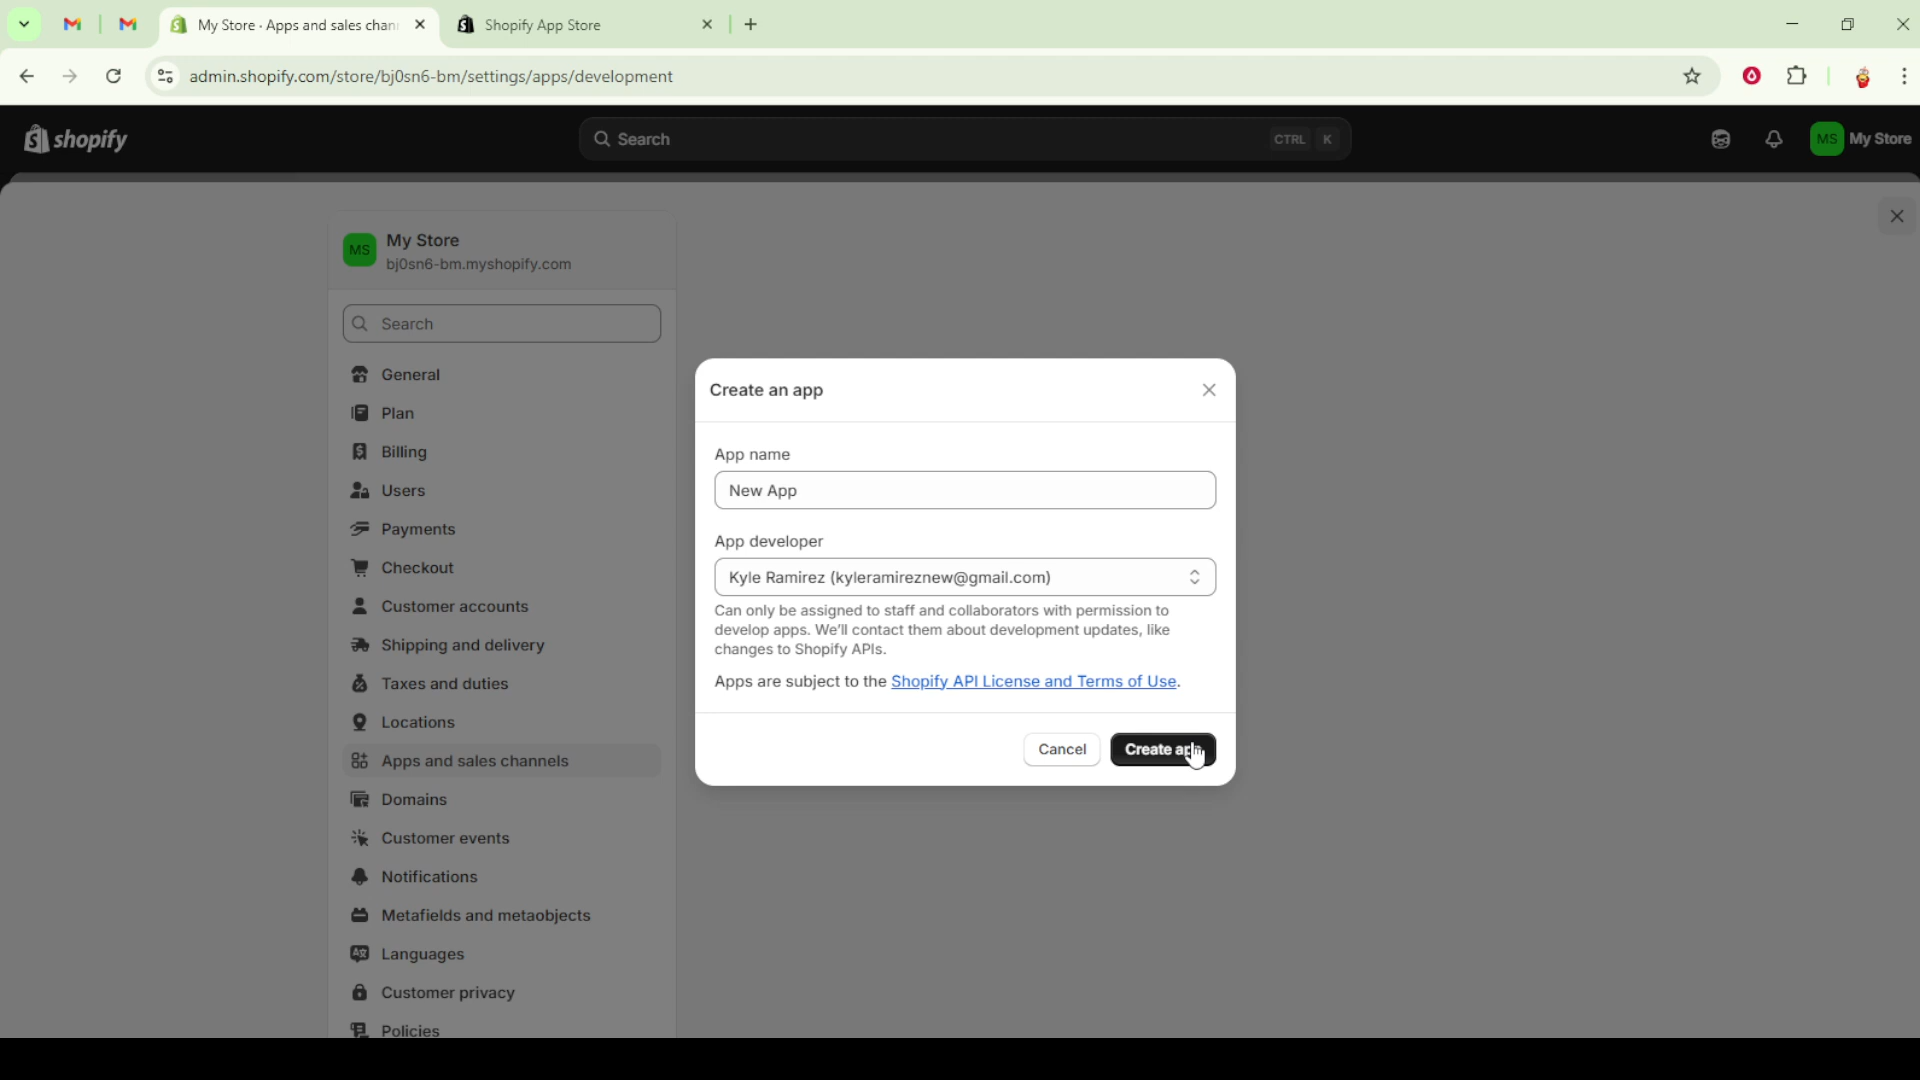 My Store · Apps and sales chan
Shopify App Store
admin.shopify.com/store/bj0sn6-bm/settings/apps/development
shopify
Search
CTRL K
MS My Store
MS
My Store
bj0sn6-bm.myshopify.com
Search
General
Plan
Billing
Users
Payments
Checkout
Customer accounts
Shipping and delivery
Taxes and duties
Locations
Apps and sales channels
Domains
Customer events
Notifications
Metafields and metaobjects
Languages
Customer privacy
Policies
Create an app
App name
New App
App developer
Kyle Ramirez (kyleramireznew@gmail.com)
Can only be assigned to staff and collaborators with permission to
develop apps. We'll contact them about development updates, like
changes to Shopify APIs.
Apps are subject to the Shopify API License and Terms of Use.
Cancel
Create app